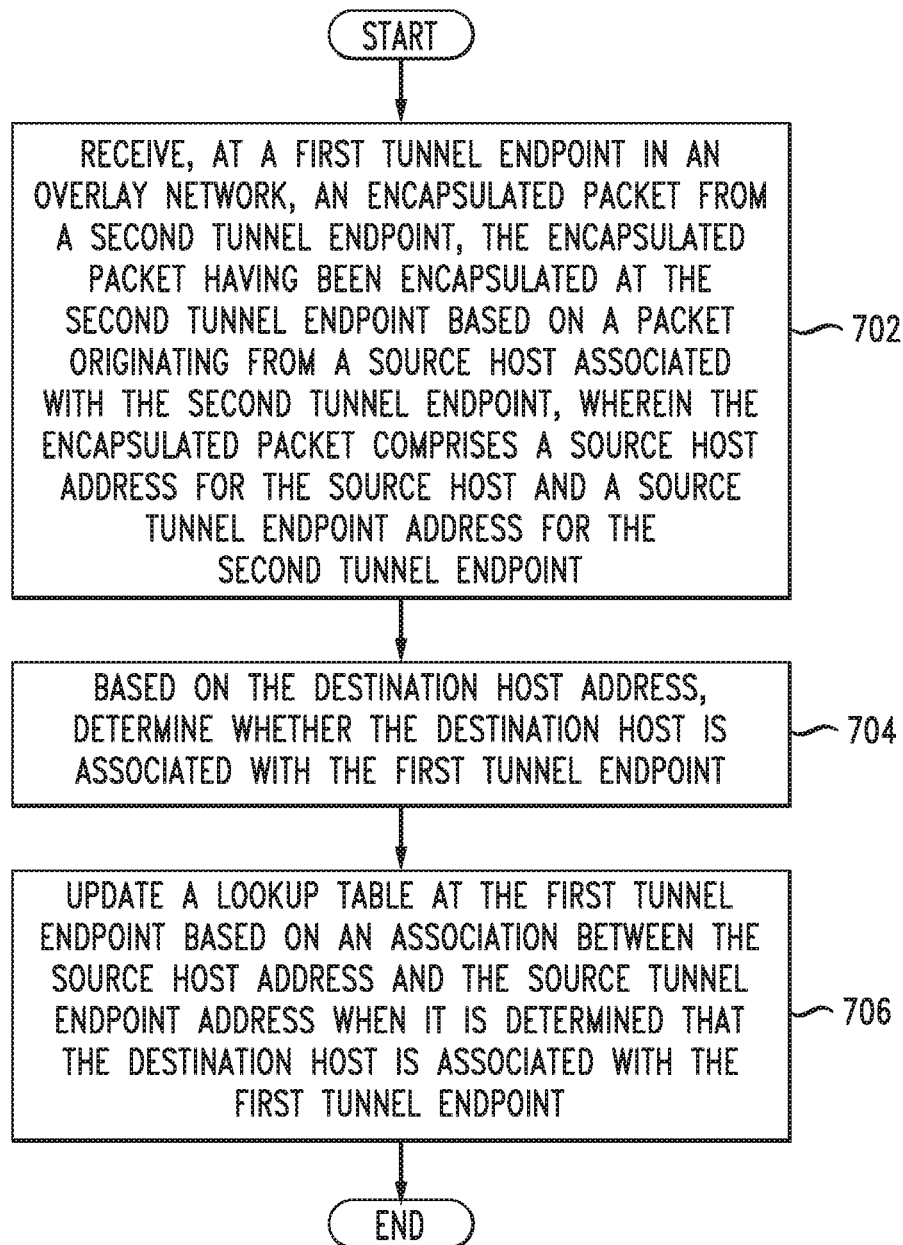 START
RECEIVE, AT A FIRST TUNNEL ENDPOINT IN AN
OVERLAY NETWORK, AN ENCAPSULATED PACKET FROM
A SECOND TUNNEL ENDPOINT, THE ENCAPSULATED
PACKET HAVING BEEN ENCAPSULATED AT THE
SECOND TUNNEL ENDPOINT BASED ON A PACKET
ORIGINATING FROM A SOURCE HOST ASSOCIATED
WITH THE SECOND TUNNEL ENDPOINT, WHEREIN THE
ENCAPSULATED PACKET COMPRISES A SOURCE HOST
ADDRESS FOR THE SOURCE HOST AND A SOURCE
TUNNEL ENDPOINT ADDRESS FOR THE
SECOND TUNNEL ENDPOINT
702
BASED ON THE DESTINATION HOST ADDRESS,
DETERMINE WHETHER THE DESTINATION HOST IS
ASSOCIATED WITH THE FIRST TUNNEL ENDPOINT
704
UPDATE A LOOKUP TABLE AT THE FIRST TUNNEL
ENDPOINT BASED ON AN ASSOCIATION BETWEEN THE
SOURCE HOST ADDRESS AND THE SOURCE TUNNEL
ENDPOINT ADDRESS WHEN IT IS DETERMINED THAT
THE DESTINATION HOST IS ASSOCIATED WITH THE
FIRST TUNNEL ENDPOINT
706
END